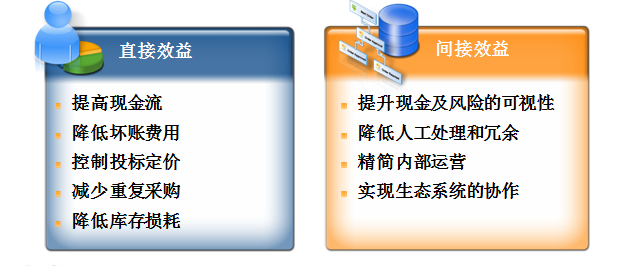 直接效益
提高现金流
降低坏账费用
控制投标定价
减少重复采购
降低库存损耗
间接效益
提升现金及风险的可视性
降低人工处理和冗余
精简内部运营
实现生态系统的协作